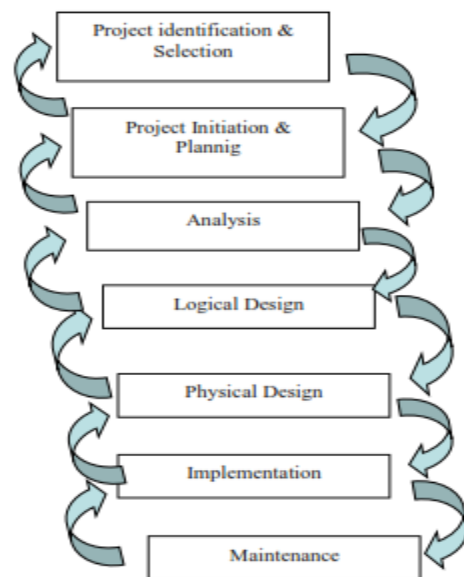 Project identification &
Selection
Project Initiation &
Plannig
Analysis
Logical Design
Physical Design
Implementation
Maintenance